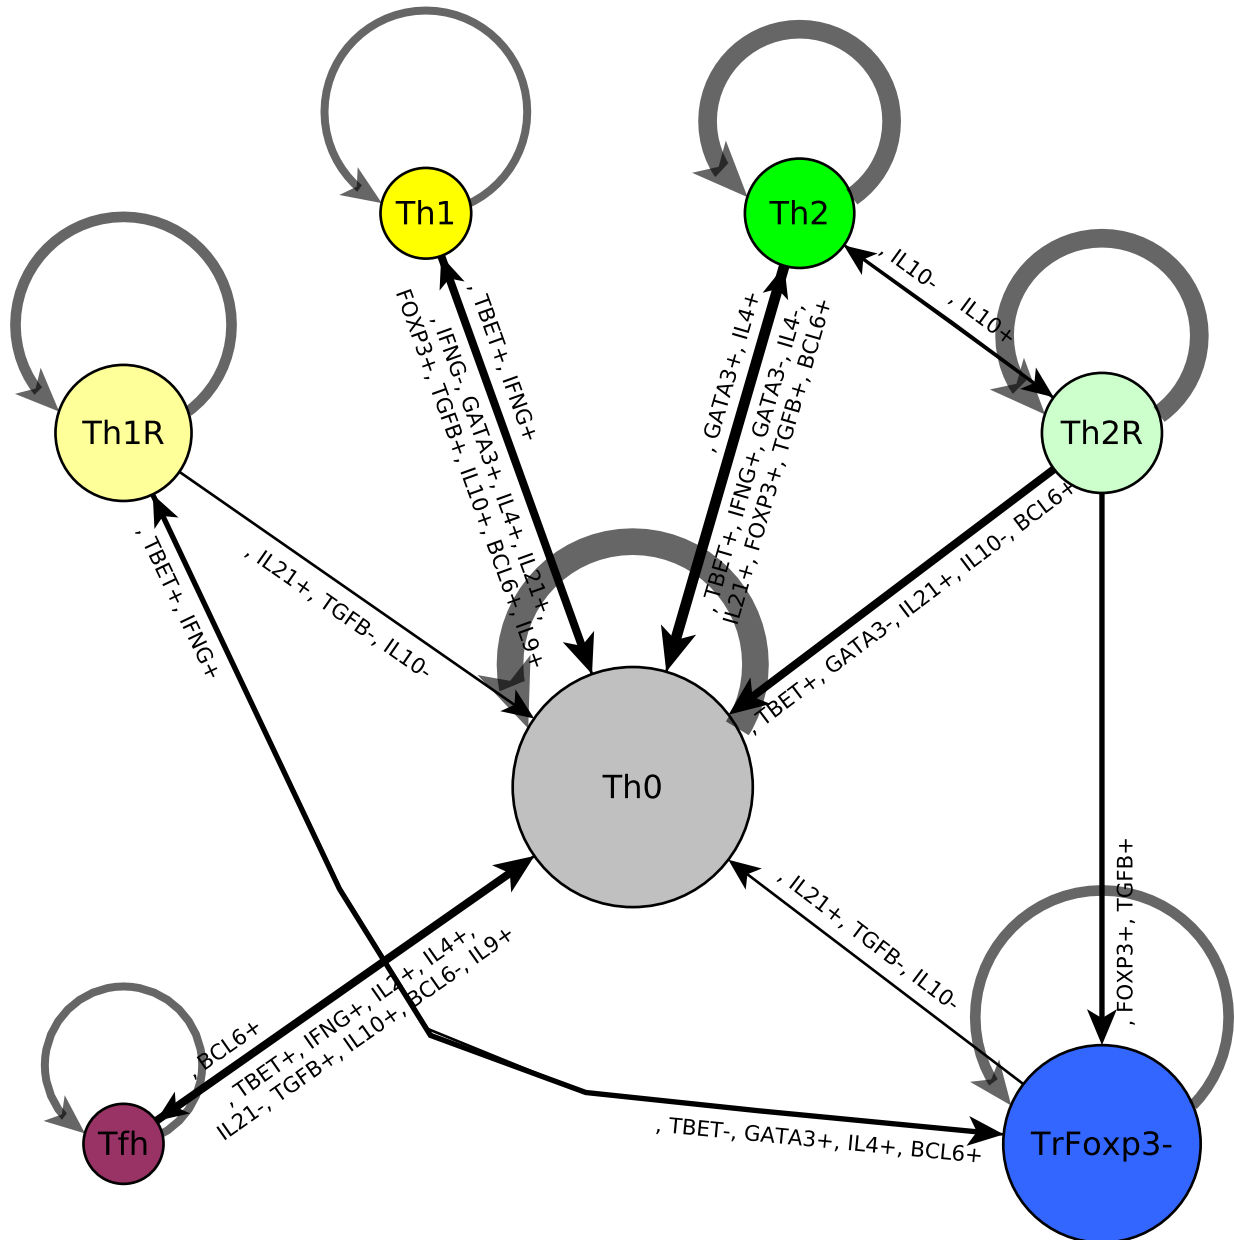 Th1
Th2
, IL10-
, IL10+
Th1R
Th2R
, TBET+, IFNG+
, IFNG-, GATA3+, IL4+, IL21+,
FOXP3+, TGFB+, IL10+, BCL6+, IL9+
, GATA3+, IL4+
, TBET+, IFNG+, GATA3-, IL4-,
IL21+, FOXP3+, TGFB+, BCL6+
, TBET+, IFNG+
, IL21+, TGFB-, IL10-
, TBET+, GATA3-, IL21+, IL10-, BCL6+
Th0
, IL21+, TGFB-, IL10-
, FOXP3+, TGFB+
, BCL6+
, TBET+, IFNG+, IL2+, IL4+,
IL21-, TGFB+, IL10+, BCL6-, IL9+
Tfh
, TBET-, GATA3+, IL4+, BCL6+
TrFoxp3-